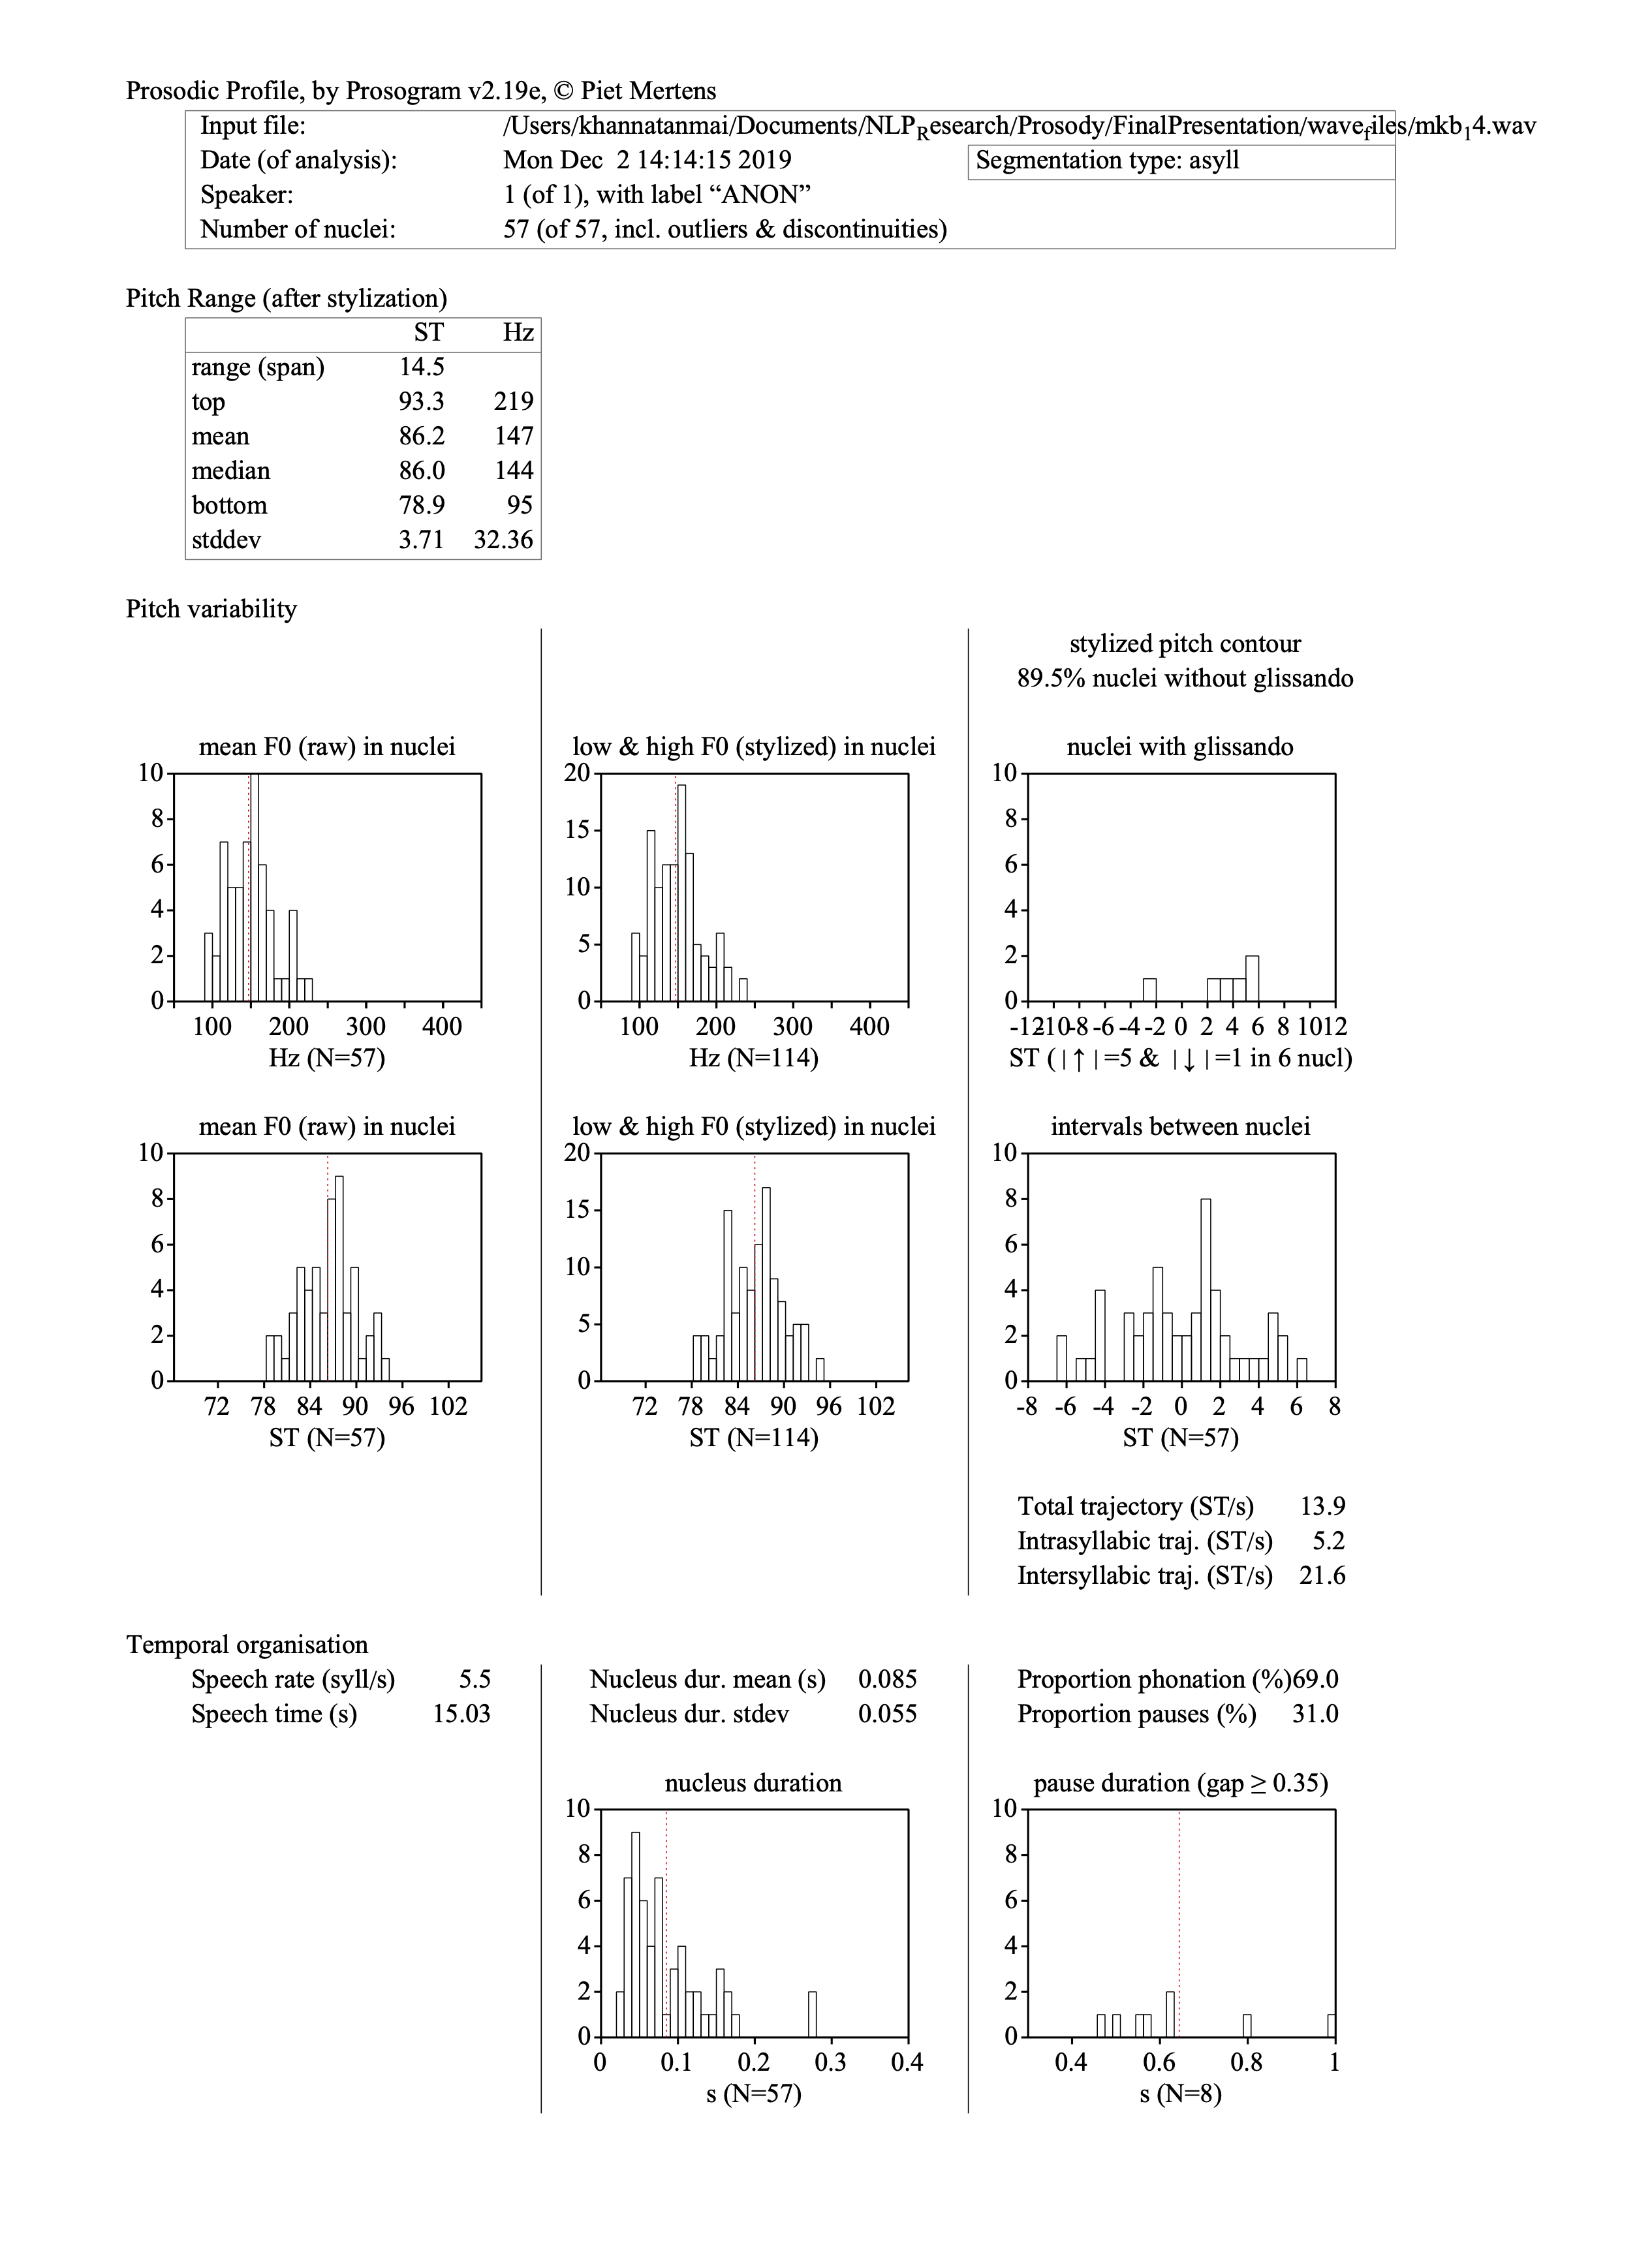 Prosodic Profile, by Prosogram v2.19e, © Piet Mertens
Input file: /Users/khannatanmai/Documents/NLP_Research/Prosody/FinalPresentation/wave_files/mkb_14.wav
Date (of analysis): Mon Dec 2 14:14:15 2019 Segmentation type: asyll
Speaker: 1 (of 1), with label “ANON”
Number of nuclei: 57 (of 57, incl. outliers & discontinuities)
Pitch Range (after stylization)
ST Hz
range (span) 14.5
top 93.3 219
mean 86.2 147
median 86.0 144
bottom 78.9 95
stddev 3.71 32.36
Pitch variability
stylized pitch contour
89.5% nuclei without glissando
mean F0 (raw) in nuclei
10
8
6
4
2
0
100 200 300 400
Hz (N=57)
low & high F0 (stylized) in nuclei
20
15
10
5
0
100 200 300 400
Hz (N=114)
nuclei with glissando
10
8
6
4
2
0
-12 -10 -8 -6 -4 -2 0 2 4 6 8 10 12
ST (|↑|=5 & |↓|=1 in 6 nucl)
mean F0 (raw) in nuclei
10
8
6
4
2
0
72 78 84 90 96 102
ST (N=57)
low & high F0 (stylized) in nuclei
20
15
10
5
0
72 78 84 90 96 102
ST (N=114)
intervals between nuclei
10
8
6
4
2
0
-8 -6 -4 -2 0 2 4 6 8
ST (N=57)
Total trajectory (ST/s) 13.9
Intrasyllabic traj. (ST/s) 5.2
Intersyllabic traj. (ST/s) 21.6
Temporal organisation
Speech rate (syll/s) 5.5 Nucleus dur. mean (s) 0.085 Proportion phonation (%) 69.0
Speech time (s) 15.03 Nucleus dur. stdev 0.055 Proportion pauses (%) 31.0
nucleus duration
10
8
6
4
2
0
0 0.1 0.2 0.3 0.4
s (N=57)
pause duration (gap ≥ 0.35)
10
8
6
4
2
0
0.4 0.6 0.8 1
s (N=8)